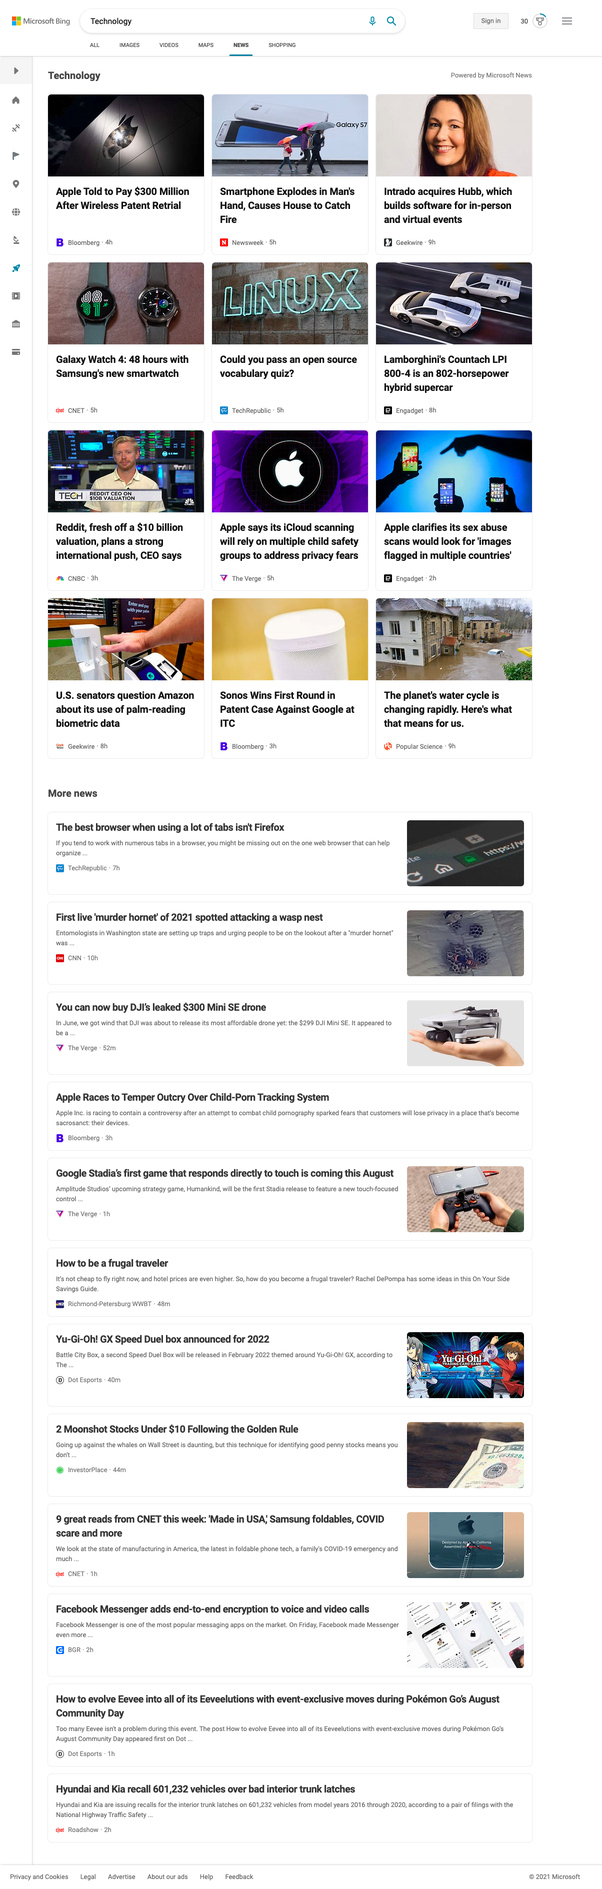 Microsoft Bing
Technology
Sign in
30
ALL IMAGES VIDEOS MAPS NEWS SHOPPING
Technology
Powered by Microsoft News
Galaxy S7
Apple Told to Pay $300 Million
After Wireless Patent Retrial
Bloomberg · 4h
Smartphone Explodes in Man's
Hand, Causes House to Catch
Fire
Newsweek · 5h
Intrado acquires Hubb, which
builds software for in-person
and virtual events
Geekwire · 9h
LINUX
Galaxy Watch 4: 48 hours with
Samsung's new smartwatch
CNET · 5h
Could you pass an open source
vocabulary quiz?
TechRepublic · 5h
Lamborghini's Countach LPI
800-4 is an 802-horsepower
hybrid supercar
Engadget · 8h
TECH
REDDIT CEO ON
$10B VALUATION
Reddit, fresh off a $10 billion
valuation, plans a strong
international push, CEO says
CNBC · 3h
Apple says its iCloud scanning
will rely on multiple child safety
groups to address privacy fears
The Verge · 5h
Apple clarifies its sex abuse
scans would look for 'images
flagged in multiple countries'
Engadget · 2h
U.S. senators question Amazon
about its use of palm-reading
biometric data
Geekwire · 8h
Sonos Wins First Round in
Patent Case Against Google at
ITC
Bloomberg · 3h
The planet's water cycle is
changing rapidly. Here's what
that means for us.
Popular Science · 9h
More news
The best browser when using a lot of tabs isn't Firefox
If you tend to work with numerous tabs in a browser, you might be missing out on the one web browser that can help
organize ...
TechRepublic · 7h
First live 'murder hornet' of 2021 spotted attacking a wasp nest
Entomologists in Washington state are setting up traps and urging people to be on the lookout after a "murder hornet"
was ...
CNN · 10h
You can now buy DJI's leaked $300 Mini SE drone
In June, we got wind that DJI was about to release its most affordable drone yet: the $299 DJI Mini SE. It appeared to
be a ...
The Verge · 52m
Apple Races to Temper Outcry Over Child-Porn Tracking System
Apple Inc. is racing to contain a controversy after an attempt to combat child pornography sparked fears that customers will lose privacy in a place that's become
sacrosanct: their devices.
Bloomberg · 3h
Google Stadia's first game that responds directly to touch is coming this August
Amplitude Studios' upcoming strategy game, Humankind, will be the first Stadia release to feature a new touch-focused
control ...
The Verge · 1h
How to be a frugal traveler
It's not cheap to fly right now, and hotel prices are even higher. So, how do you become a frugal traveler? Rachel DePompa has some ideas in this On Your Side
Savings Guide.
Richmond-Petersburg WWBT · 48m
Yu-Gi-Oh! GX Speed Duel box announced for 2022
Battle City Box, a second Speed Duel Box will be released in February 2022 themed around Yu-Gi-Oh! GX, according to
The ...
Dot Esports · 40m
Yu-Gi-Oh!
2 Moonshot Stocks Under $10 Following the Golden Rule
Going up against the whales on Wall Street is daunting, but this technique for identifying good penny stocks means you
don't ...
InvestorPlace · 44m
9 great reads from CNET this week: 'Made in USA,' Samsung foldables, COVID
scare and more
We look at the state of manufacturing in America, the latest in foldable phone tech, a family's COVID-19 emergency and
much ...
CNET · 1h
Facebook Messenger adds end-to-end encryption to voice and video calls
Facebook Messenger is one of the most popular messaging apps on the market. On Friday, Facebook made Messenger
even more ...
BGR · 2h
How to evolve Eevee into all of its Eeveelutions with event-exclusive moves during Pokémon Go's August
Community Day
Too many Eevee isn't a problem during this event. The post How to evolve Eevee into all of its Eeveelutions with event-exclusive moves during Pokémon Go's
August Community Day appeared first on Dot ...
Dot Esports · 1h
Hyundai and Kia recall 601,232 vehicles over bad interior trunk latches
Hyundai and Kia are issuing recalls for the interior trunk latches on 601,232 vehicles from model years 2016 through 2020, according to a pair of filings with the
National Highway Traffic Safety ...
Roadshow · 2h
Privacy and Cookies Legal Advertise About our ads Help Feedback
© 2021 Microsoft